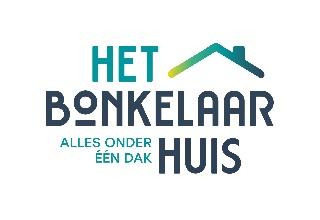 HET
BONKELAAR
ALLES ONDER
ÉÉN DAK
HUIS